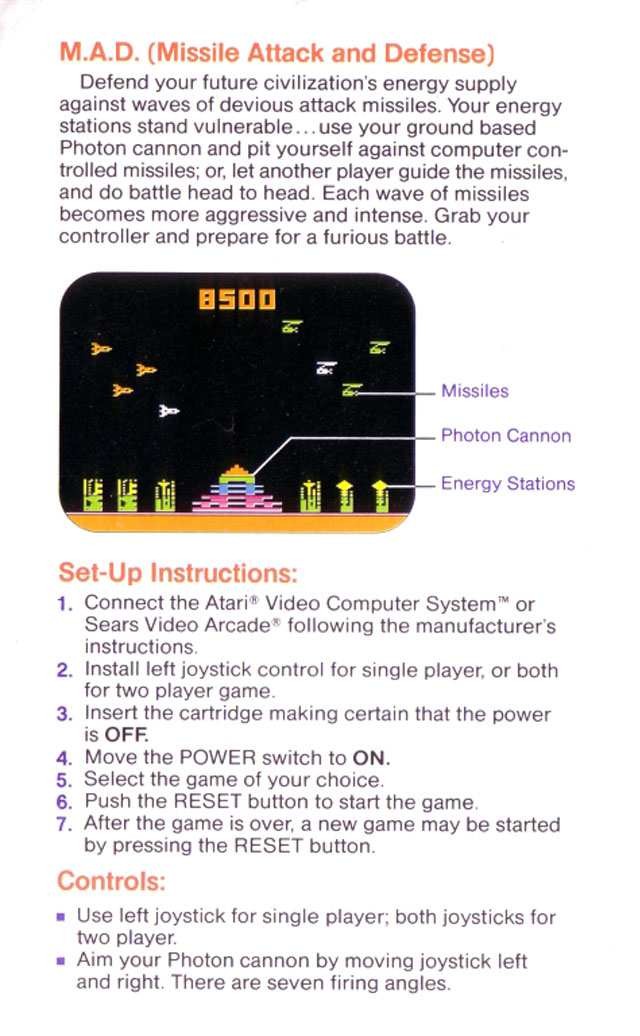 M.A.D. (Missile Attack and Defense)
Defend your future civilization's energy supply
against waves of devious attack missiles. Your energy
stations stand vulnerable...use your ground based
Photon cannon and pit yourself against computer con-
trolled missiles; or, let another player guide the missiles,
and do battle head to head. Each wave of missiles
becomes more aggressive and intense. Grab your
controller and prepare for a furious battle.
8500
Missiles
Photon Cannon
Energy Stations
Set-Up Instructions:
1. Connect the Atari® Video Computer System™ or
Sears Video Arcade® following the manufacturer's
instructions.
2. Install left joystick control for single player, or both
for two player game.
3. Insert the cartridge making certain that the power
is OFF.
4. Move the POWER switch to ON.
5. Select the game of your choice.
6. Push the RESET button to start the game.
7. After the game is over, a new game may be started
by pressing the RESET button.
Controls:
▪ Use left joystick for single player; both joysticks for
two player.
▪ Aim your Photon cannon by moving joystick left
and right. There are seven firing angles.